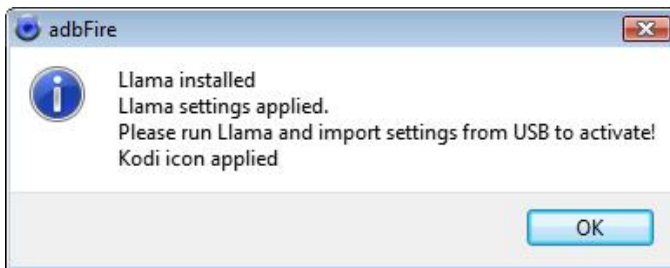 adbFire
Llama installed
Llama settings applied.
Please run Llama and import settings from USB to activate!
Kodi icon applied
OK